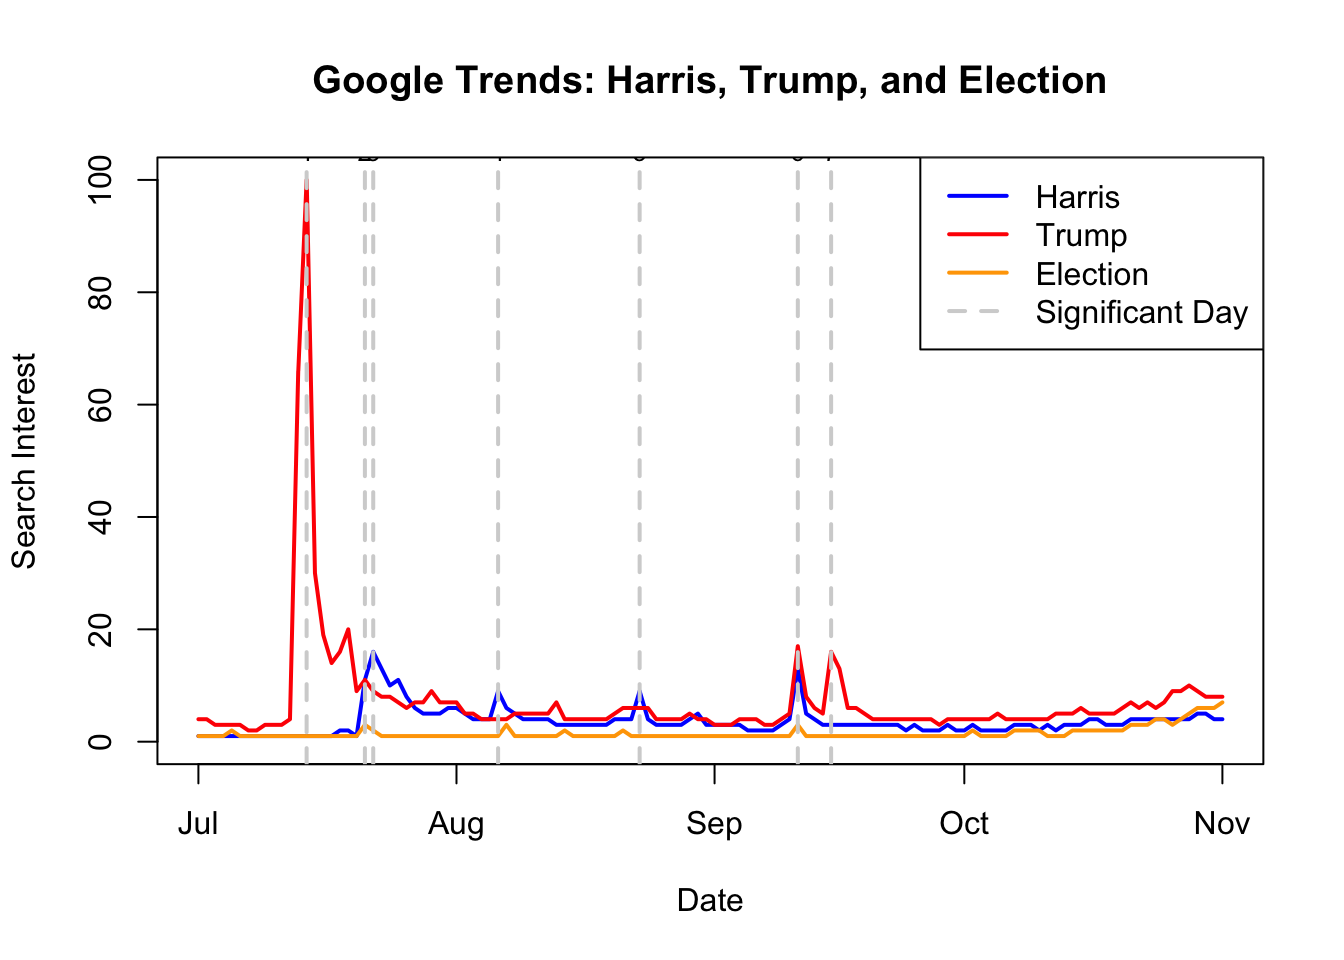 Google Trends: Harris, Trump, and Election
100
80
60
40
20
0
Search Interest
Harris
Trump
Election
Significant Day
Jul
Aug
Sep
Oct
Nov
Date